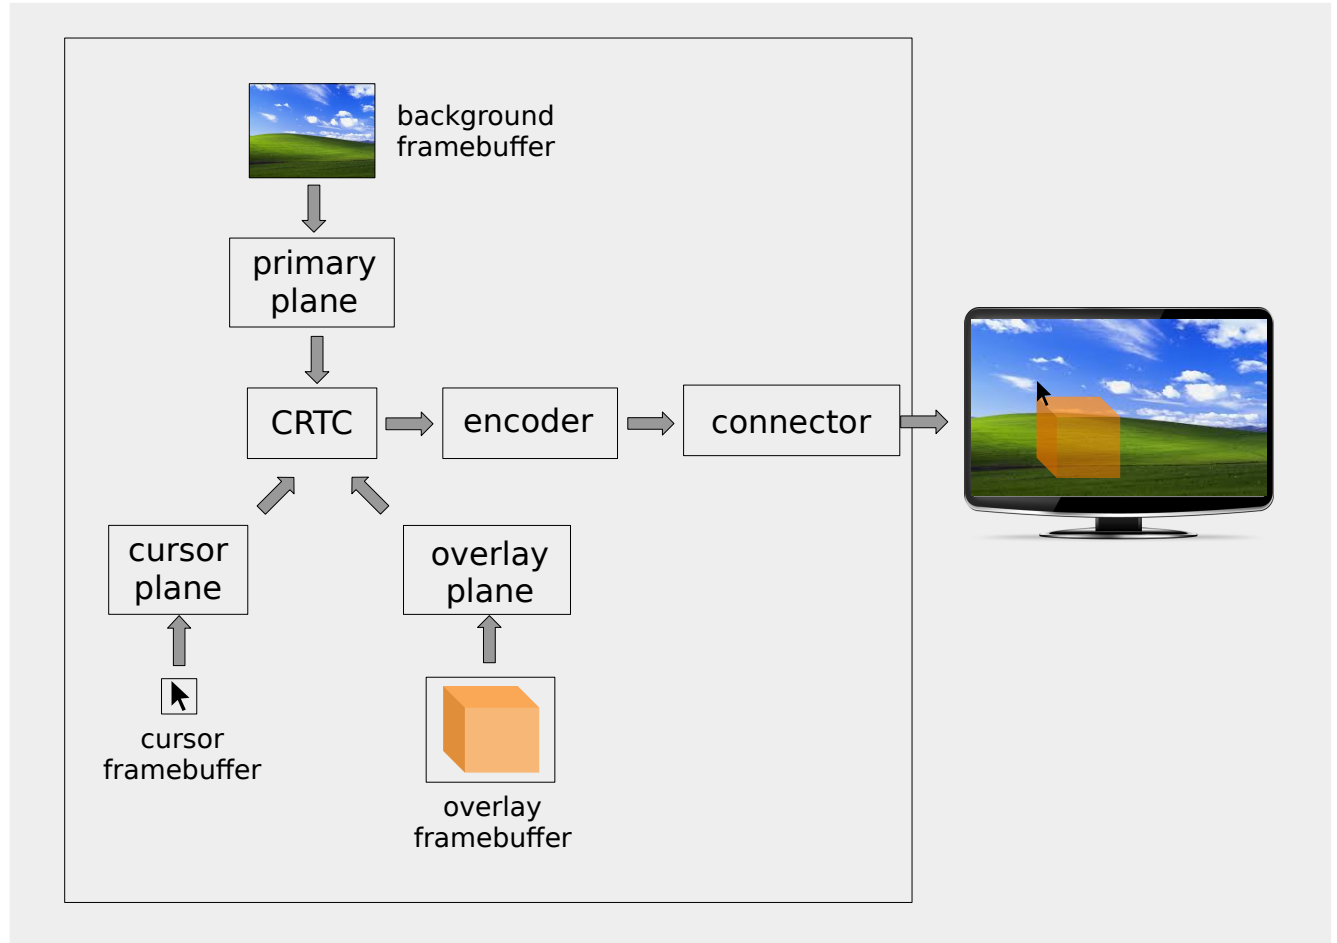 background
framebuffer
primary
plane
CRTC
encoder
connector
cursor
plane
overlay
plane
cursor
framebuffer
overlay
framebuffer